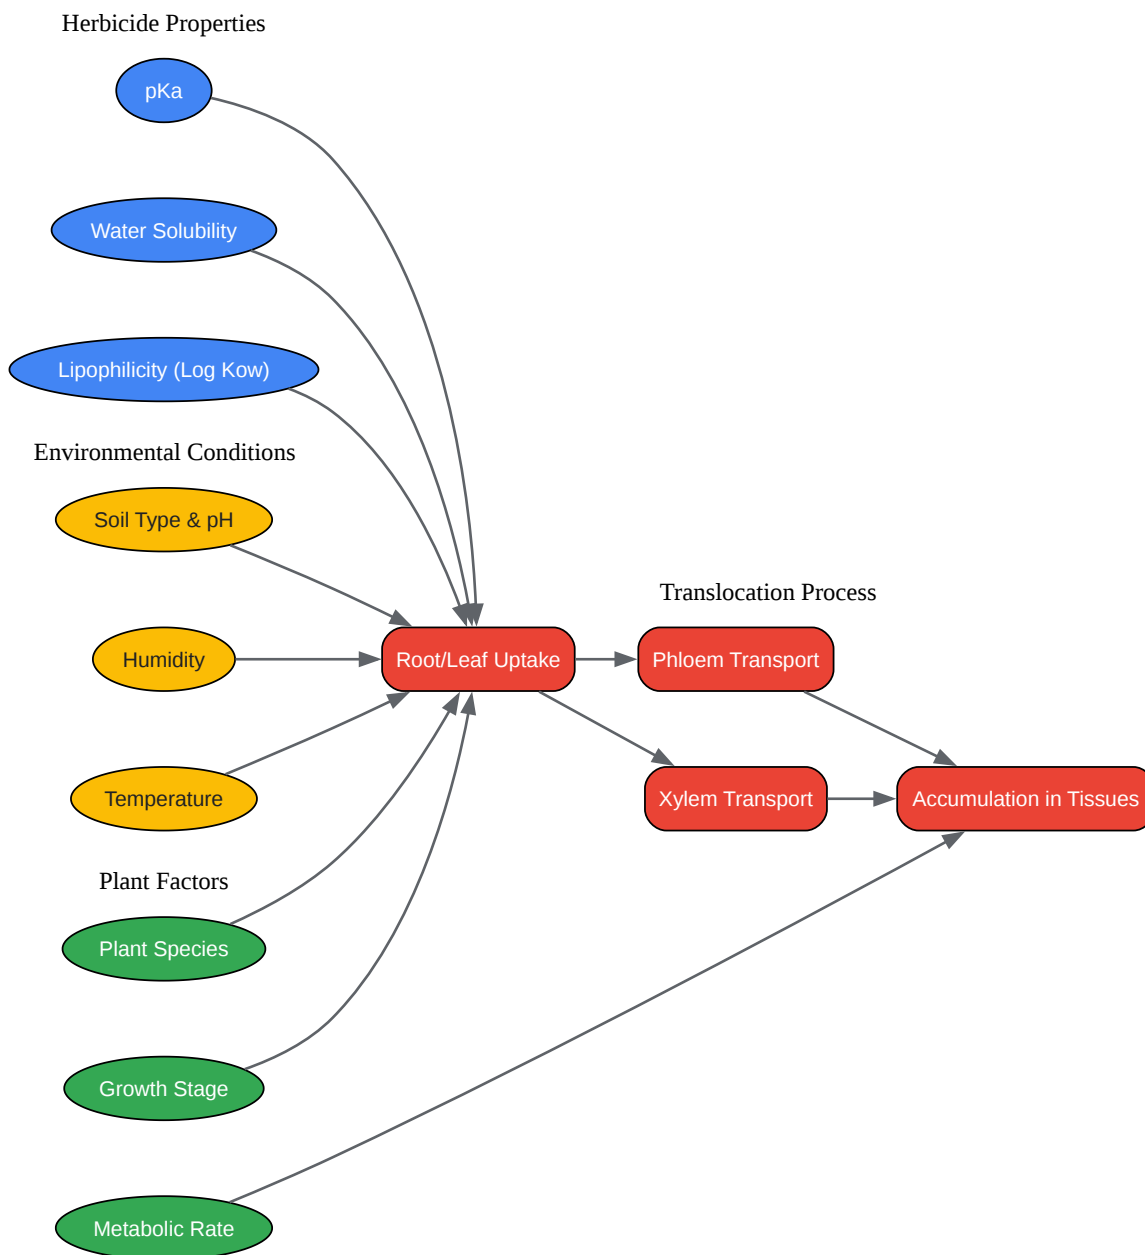 Herbicide Properties
pKa
Water Solubility
Lipophilicity (Log Kow)
Environmental Conditions
Soil Type & pH
Humidity
Temperature
Plant Factors
Plant Species
Growth Stage
Metabolic Rate
Translocation Process
Root/Leaf Uptake
Phloem Transport
Xylem Transport
Accumulation in Tissues